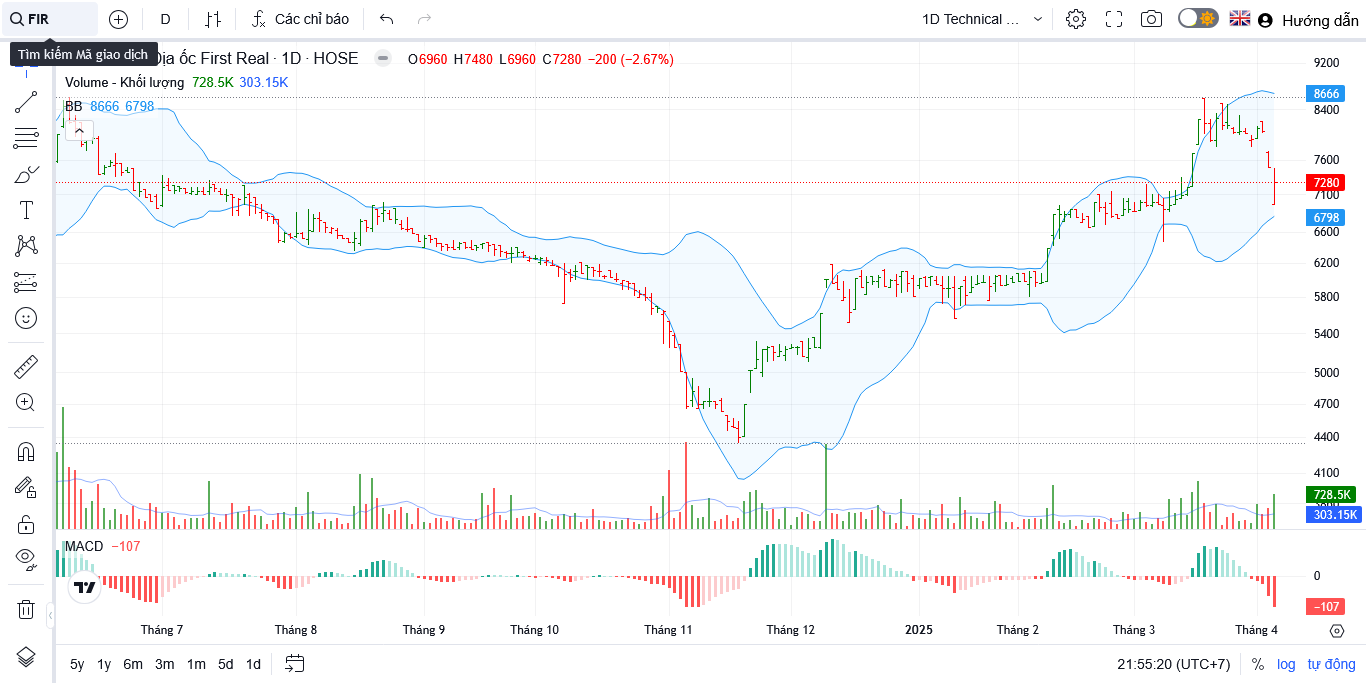 FIR
D
Các chỉ báo
1D Technical ...
Hướng dẫn
Tìm kiếm Mã giao dịch
Địa ốc First Real · 1D · HOSE
O6960 H7480 L6960 C7280 −200 (−2.67%)
Volume - Khối lượng 728.5K 303.15K
BB 8666 6798
9200
8666
8400
7600
7280
7100
6798
6600
6200
5800
5400
5000
4700
4400
4100
728.5K
303.15K
MACD −107
0
−107
Tháng 7
Tháng 8
Tháng 9
Tháng 10
Tháng 11
Tháng 12
2025
Tháng 2
Tháng 3
Tháng 4
5y 1y 6m 3m 1m 5d 1d
21:55:20 (UTC+7)
% log tự động